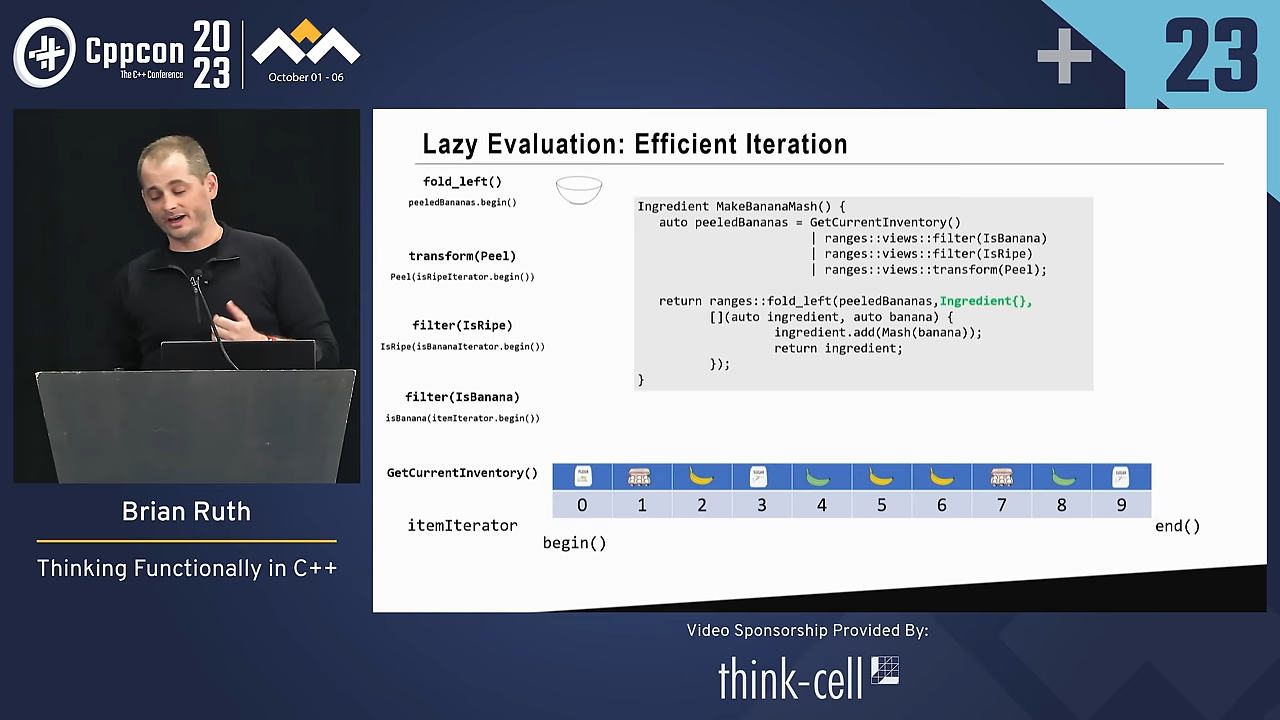 Cppcon
The C++ Conference
20
23
October 01 - 06
23
Lazy Evaluation: Efficient Iteration
fold_left()
peeledBananas.begin()
transform(Peel)
Peel(isRipeIterator.begin())
filter(IsRipe)
IsRipe(isBananaIterator.begin())
filter(IsBanana)
isBanana(itemIterator.begin())
Ingredient MakeBananaMash() {
auto peeledBananas = GetCurrentInventory()
| ranges::views::filter(IsBanana)
| ranges::views::filter(IsRipe)
| ranges::views::transform(Peel);
return ranges::fold_left(peeledBananas,Ingredient{},
[](auto ingredient, auto banana) {
ingredient.add(Mash(banana));
return ingredient;
});
}
GetCurrentInventory()
FLOUR
SUGAR
SUGAR
0 1 2 3 4 5 6 7 8 9
itemIterator
begin()
end()
Brian Ruth
Thinking Functionally in C++
Video Sponsorship Provided By:
think-cell